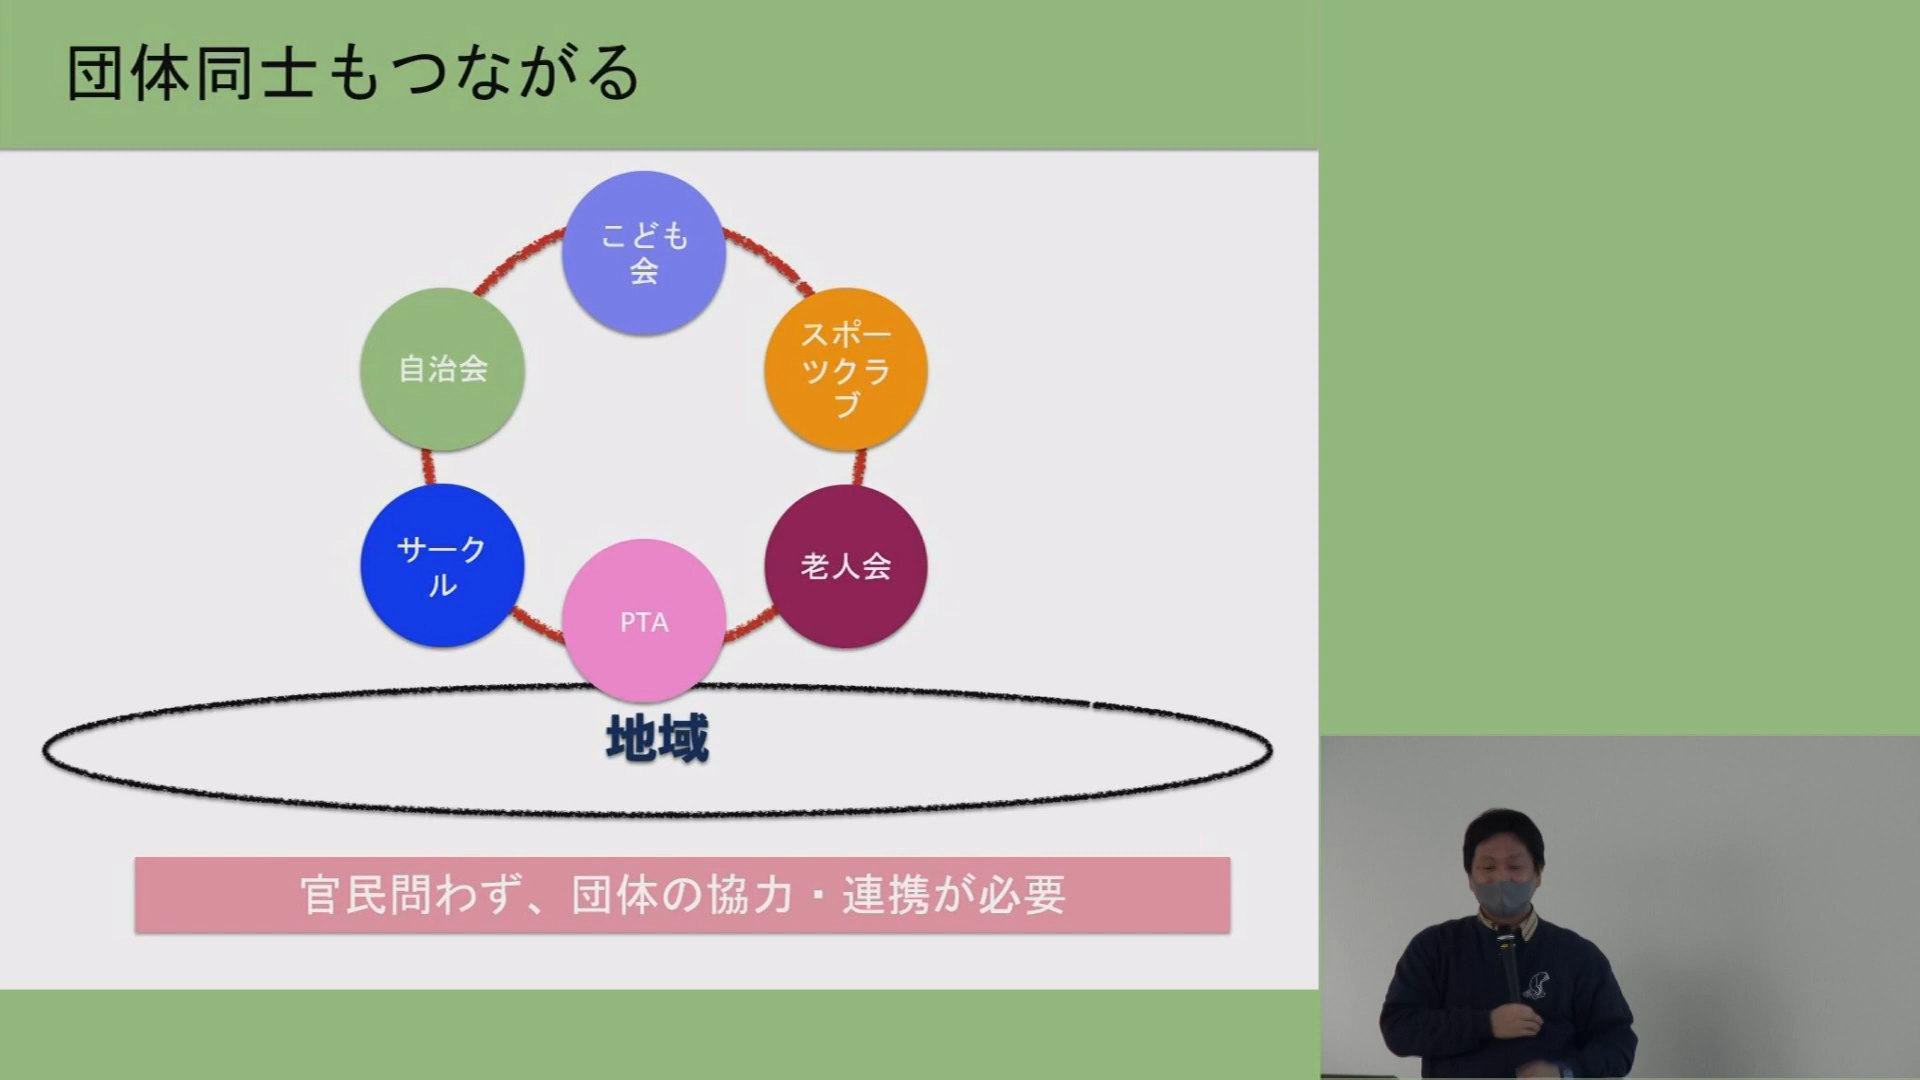 団体同士もつながる
こども
会
自治会
スポー
ツクラ
ブ
サーク
ル
PTA
老人会
地域
官民問わず、団体の協力・連携が必要